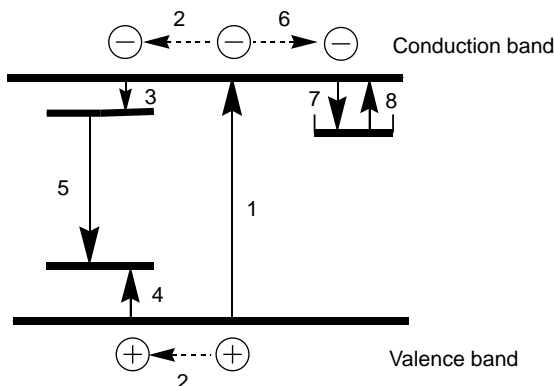 2 6
− − −
Conduction band
3 7 8
5
1
4
+ +
2
Valence band